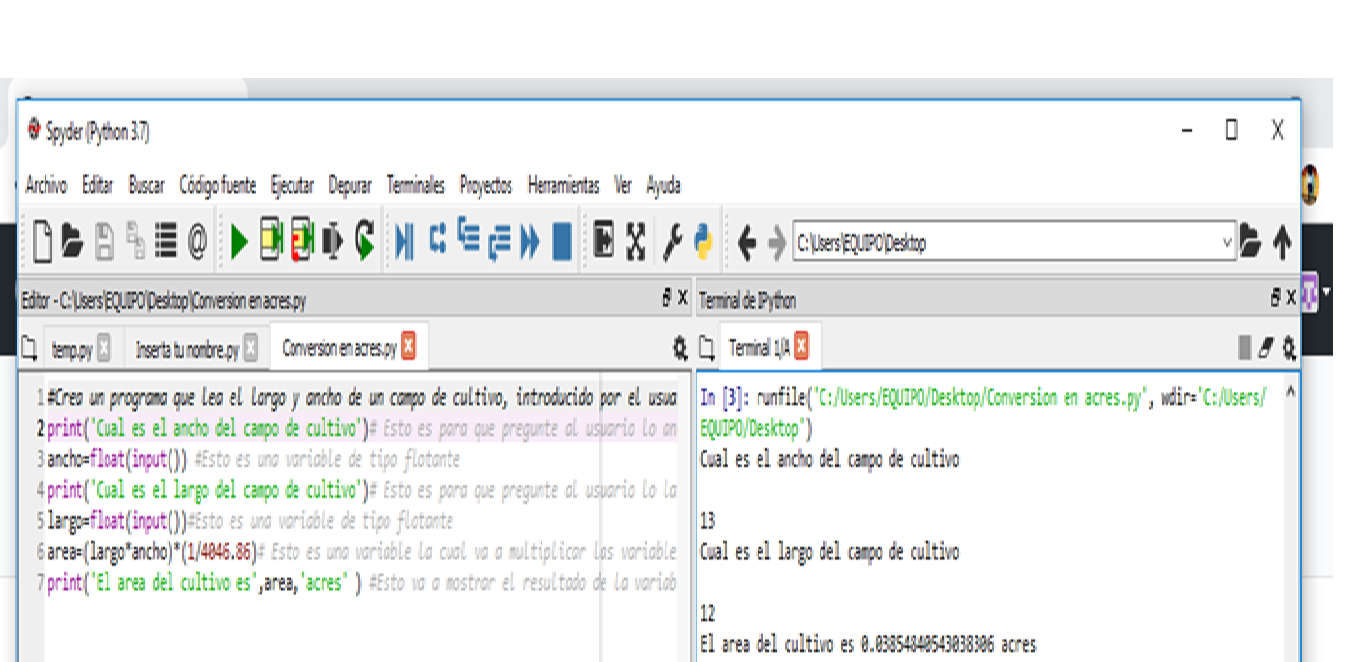 Spyder (Python 3.7)
Archivo Editar Buscar Código fuente Ejecutar Depurar Terminales Proyectos Herramientas Ver Ayuda
C:\Users\EQUIPO\Desktop
Editor - C:\Users\EQUIPO\Desktop\Conversion en acres.py
temp.py Inserta tu nombre.py Conversion en acres.py
1 #Crea un programa que lea el largo y ancho de un campo de cultivo, introducido por el usua
2 print("Cual es el ancho del campo de cultivo")# Esto es para que pregunte al usuario lo an
3 ancho=float(input()) #Esto es una variable de tipo flotante
4 print("Cual es el largo del campo de cultivo")# Esto es para que pregunte al usuario lo la
5 largo=float(input())#Esto es una variable de tipo flotante
6 area=(largo*ancho)*(1/4046.86)# Esto es una variable la cual va a multiplicar las variable
7 print("El area del cultivo es",area,"acres" ) #Esto va a mostrar el resultado de la variab
Terminal de IPython
Terminal 1/A
In [3]: runfile("C:/Users/EQUIPO/Desktop/Conversion en acres.py", wdir="C:/Users/
EQUIPO/Desktop")
Cual es el ancho del campo de cultivo
13
Cual es el largo del campo de cultivo
12
El area del cultivo es 0.03854840543038306 acres